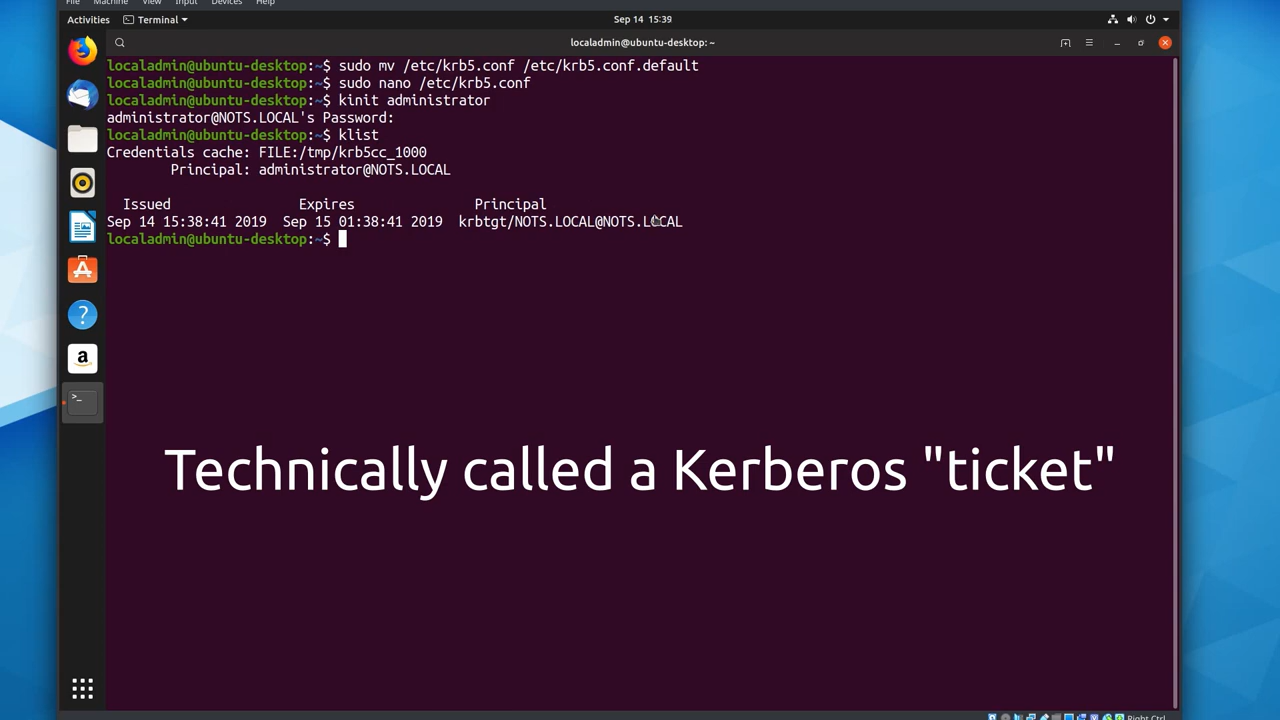 File Machine View Input Devices Help
Activities Terminal Sep 14 15:39
localadmin@ubuntu-desktop: ~
localadmin@ubuntu-desktop:~$ sudo mv /etc/krb5.conf /etc/krb5.conf.default
localadmin@ubuntu-desktop:~$ sudo nano /etc/krb5.conf
localadmin@ubuntu-desktop:~$ kinit administrator
administrator@NOTS.LOCAL's Password:
localadmin@ubuntu-desktop:~$ klist
Credentials cache: FILE:/tmp/krb5cc_1000
Principal: administrator@NOTS.LOCAL
Issued Expires Principal
Sep 14 15:38:41 2019 Sep 15 01:38:41 2019 krbtgt/NOTS.LOCAL@NOTS.LOCAL
localadmin@ubuntu-desktop:~$
Technically called a Kerberos "ticket"
Right Ctrl